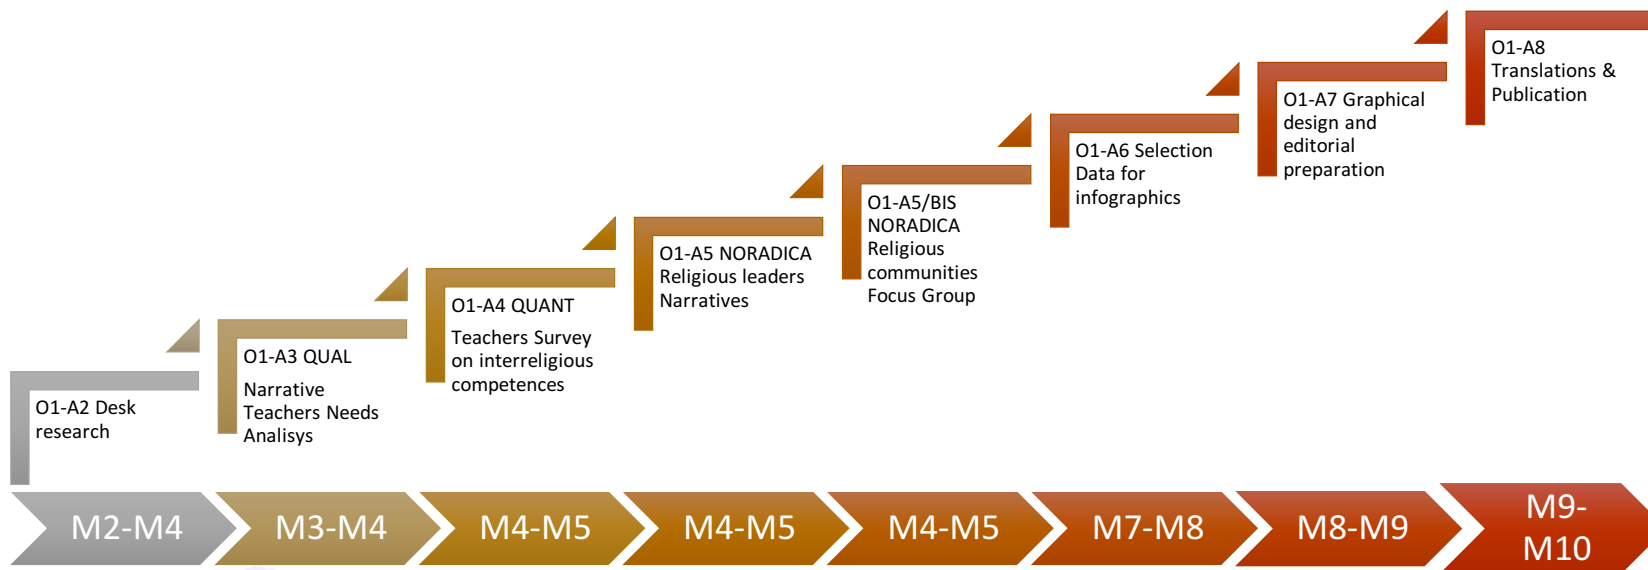 O1-A2 Desk
research
O1-A3 QUAL
Narrative
Teachers Needs
Analisys
O1-A4 QUANT
Teachers Survey
on interreligious
competences
O1-A5 NORADICA
Religious leaders
Narratives
O1-A5/BIS
NORADICA
Religious
communities
Focus Group
O1-A6 Selection
Data for
infographics
O1-A7 Graphical
design and
editorial
preparation
O1-A8
Translations &
Publication
M2-M4
M3-M4
M4-M5
M4-M5
M4-M5
M7-M8
M8-M9
M9-
M10